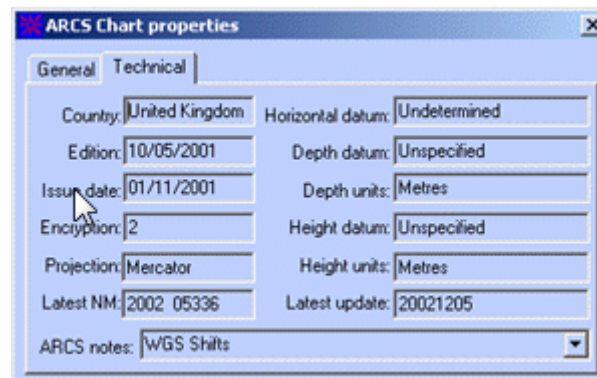 ARCS Chart properties
General Technical
Country: United Kingdom Horizontal datum: Undetermined
Edition: 10/05/2001 Depth datum: Unspecified
Issue date: 01/11/2001 Depth units: Metres
Encryption: 2 Height datum: Unspecified
Projection: Mercator Height units: Metres
Latest NM: 2002 05336 Latest update: 20021205
ARCS notes: WGS Shifts